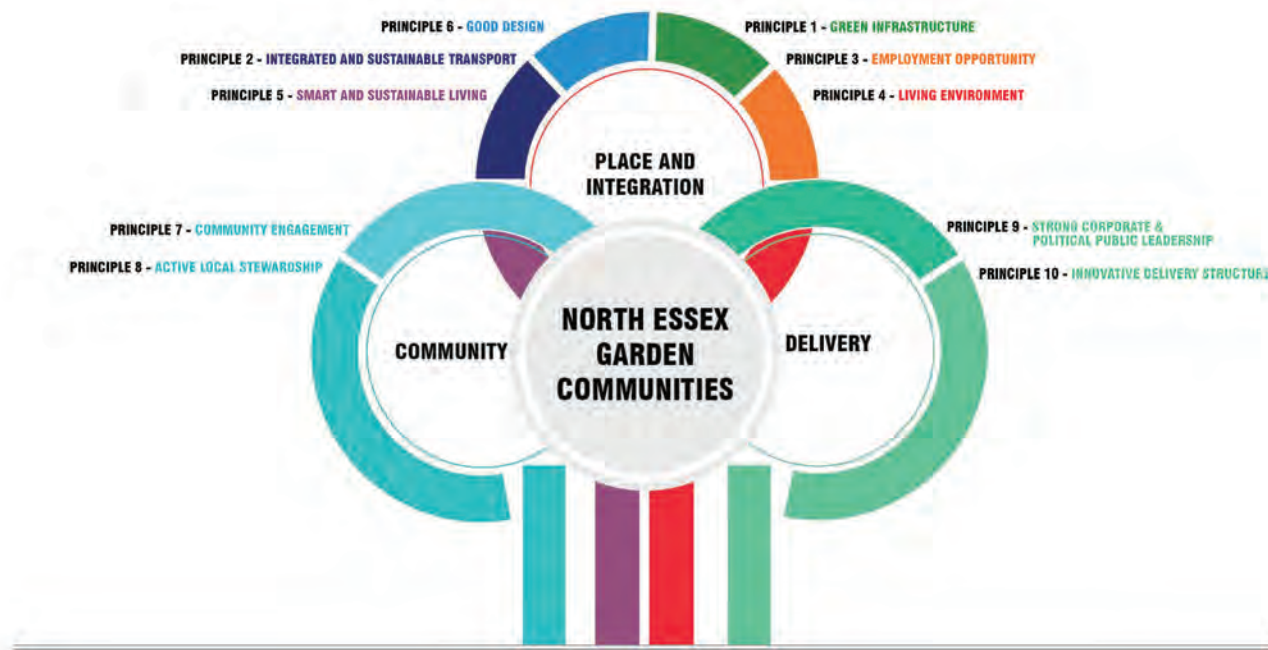 PRINCIPLE 6 - GOOD DESIGN
PRINCIPLE 2 - INTEGRATED AND SUSTAINABLE TRANSPORT
PRINCIPLE 5 - SMART AND SUSTAINABLE LIVING
PRINCIPLE 1 - GREEN INFRASTRUCTURE
PRINCIPLE 3 - EMPLOYMENT OPPORTUNITY
PRINCIPLE 4 - LIVING ENVIRONMENT
PLACE AND
INTEGRATION
PRINCIPLE 7 - COMMUNITY ENGAGEMENT
PRINCIPLE 8 - ACTIVE LOCAL STEWAROSHIP
PRINCIPLE 9 - STRONG CORPORATE &
POLITICAL PUBLIC LEADERSHIP
PRINCIPLE 10 - INNOVATIVE DELIVERY STRUCTURE
COMMUNITY
NORTH ESSEX
GARDEN
COMMUNITIES
DELIVERY